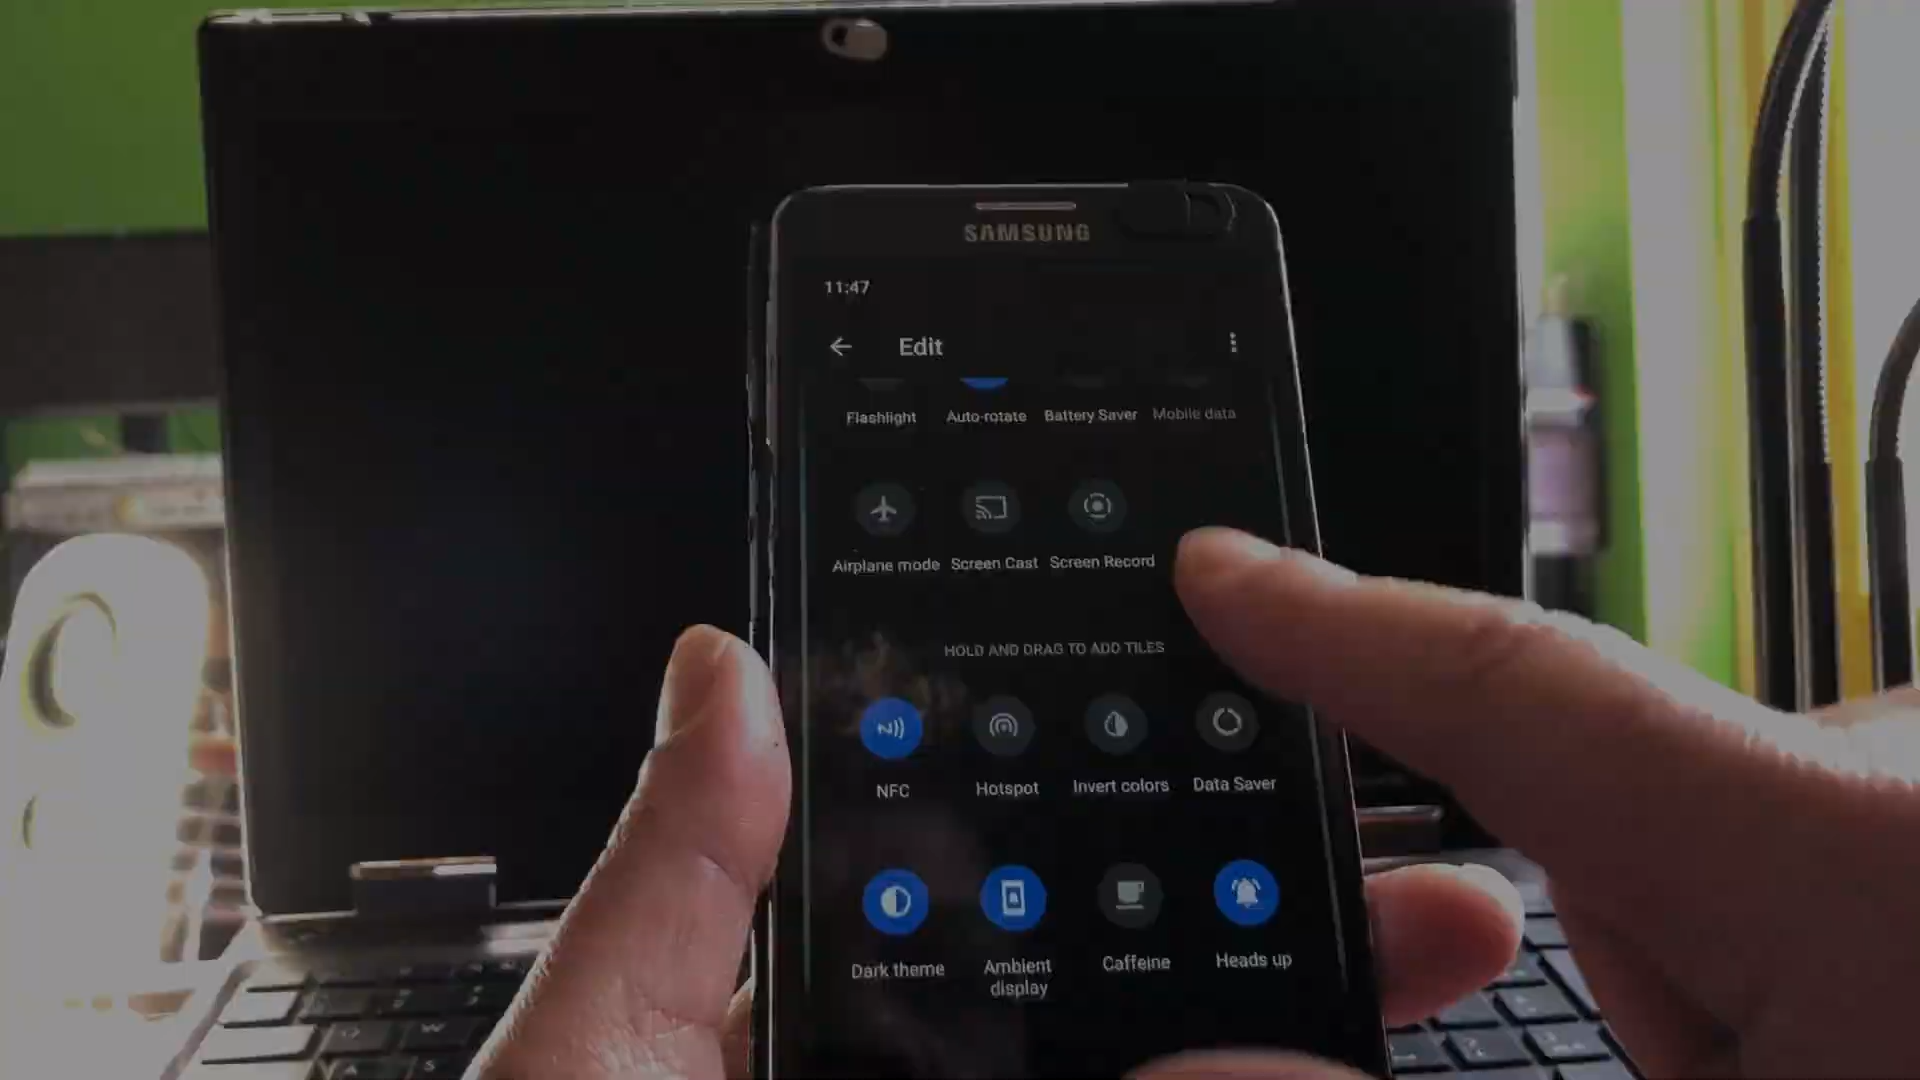 SAMSUNG
11:47
Edit
Flashlight Auto-rotate Battery Saver Mobile data
Airplane mode Screen Cast Screen Record
HOLD AND DRAG TO ADD TILES
NFC Hotspot Invert colors Data Saver
Dark theme Ambient display Caffeine Heads up